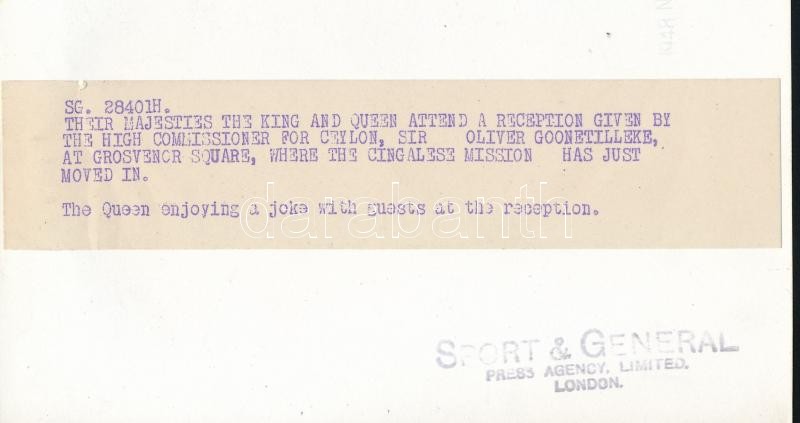 1948 N
SG. 28401H.
THEIR MAJESTIES THE KING AND QUEEN ATTEND A RECEPTION GIVEN BY
THE HIGH COMMISSIONER FOR CEYLON, SIR OLIVER GOONETILLEKE,
AT GROSVENOR SQUARE, WHERE THE CINGALESE MISSION HAS JUST
MOVED IN.
The Queen enjoying a joke with guests at the reception.
darabanth
SPORT & GENERAL
PRESS AGENCY, LIMITED.
LONDON.